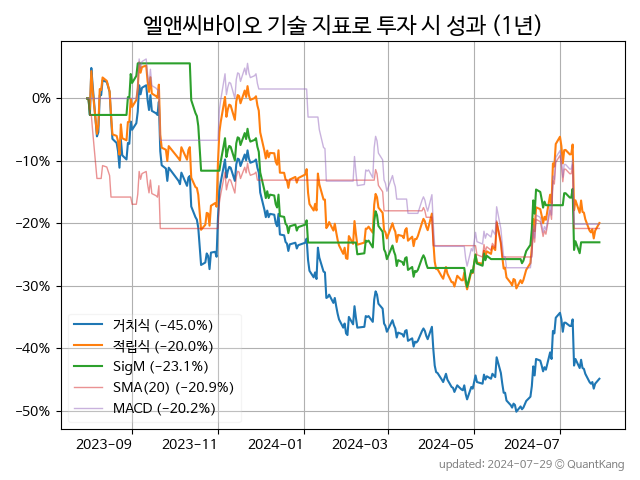 엘앤씨바이오 기술 지표로 투자 시 성과 (1년)
0%
−10%
−20%
−30%
−40%
−50%
거치식 (−45.0%)
적립식 (−20.0%)
SigM (−23.1%)
SMA(20) (−20.9%)
MACD (−20.2%)
2023−09 2023−11 2024−01 2024−03 2024−05 2024−07
updated: 2024-07-29 © QuantKang